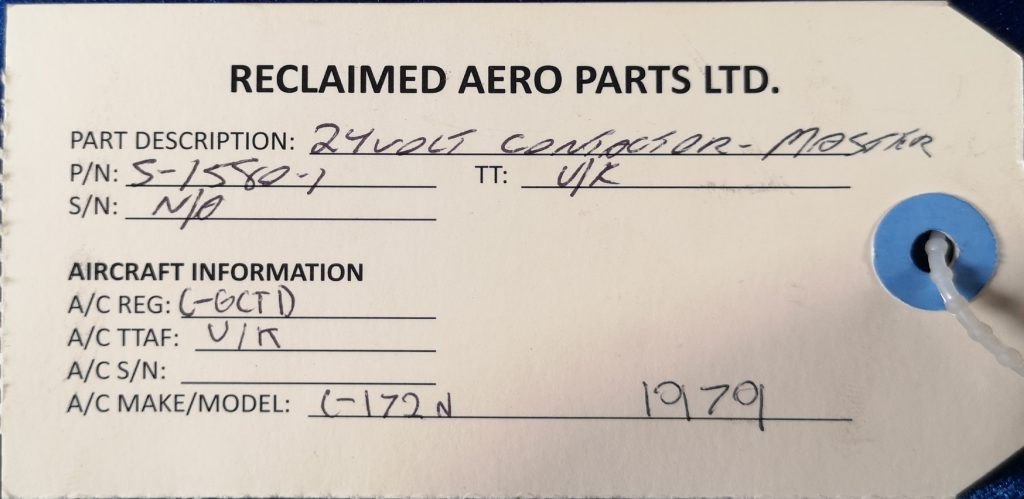 RECLAIMED AERO PARTS LTD.
PART DESCRIPTION: 24VOLT CONTACTOR - MASTER
P/N: S-1580-1 TT: U/K
S/N: N/A
AIRCRAFT INFORMATION
A/C REG: C-GCTD
A/C TTAF: U/K
A/C S/N:
A/C MAKE/MODEL: C-172N 1979